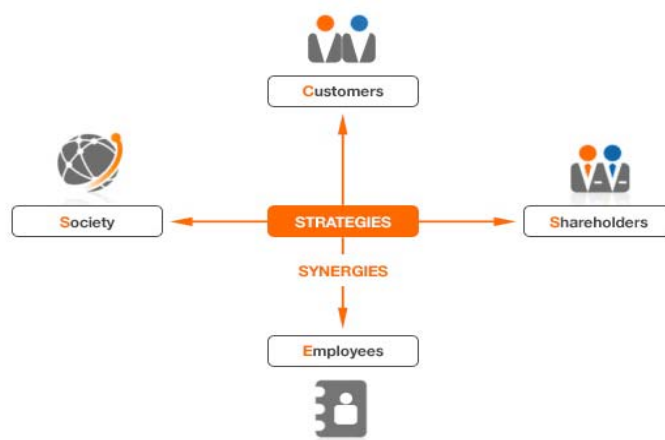 Customers
Society
STRATEGIES
Shareholders
SYNERGIES
Employees